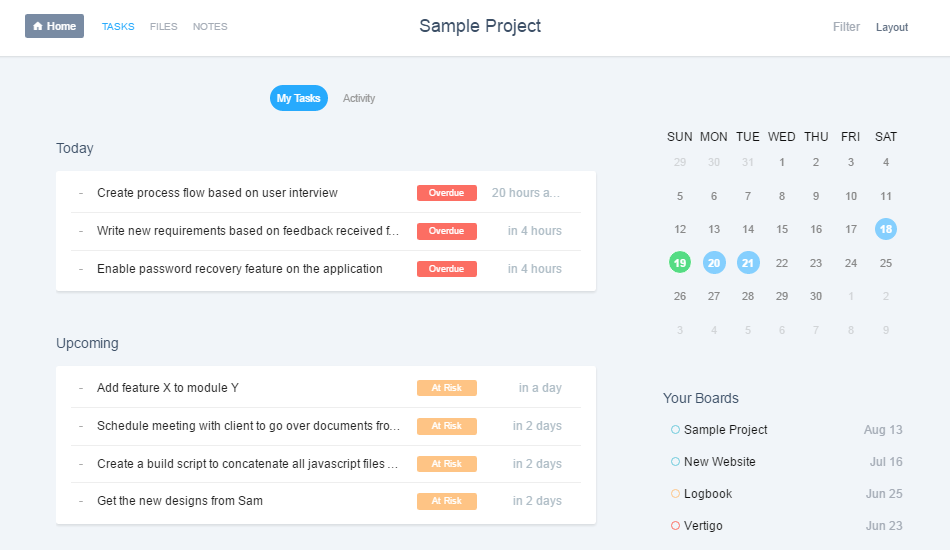 Home TASKS FILES NOTES Sample Project Filter Layout
My Tasks Activity
Today
- Create process flow based on user interview Overdue 20 hours a...
- Write new requirements based on feedback received f... Overdue in 4 hours
- Enable password recovery feature on the application Overdue in 4 hours
Upcoming
- Add feature X to module Y At Risk in a day
- Schedule meeting with client to go over documents fro... At Risk in 2 days
- Create a build script to concatenate all javascript files ... At Risk in 2 days
- Get the new designs from Sam At Risk in 2 days
SUN MON TUE WED THU FRI SAT
29 30 31 1 2 3 4
5 6 7 8 9 10 11
12 13 14 15 16 17 18
19 20 21 22 23 24 25
26 27 28 29 30 1 2
3 4 5 6 7 8 9
Your Boards
Sample Project Aug 13
New Website Jul 16
Logbook Jun 25
Vertigo Jun 23